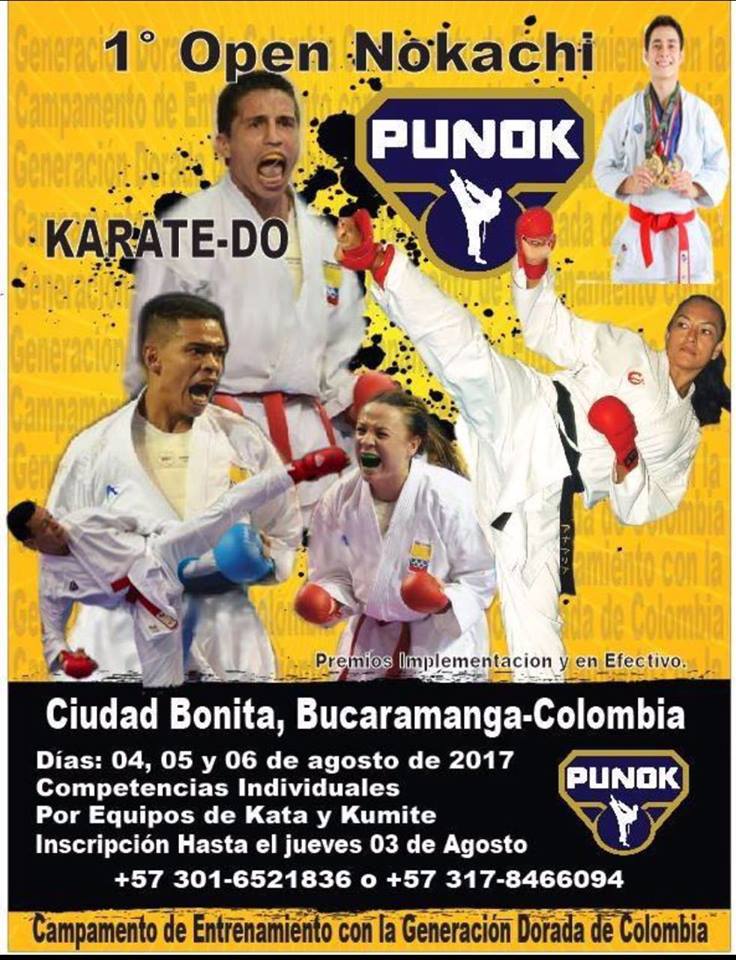 1° Open Nokachi
PUNOK
KARATE-DO
Premios Implementacion y en Efectivo.
Ciudad Bonita, Bucaramanga-Colombia
Días: 04, 05 y 06 de agosto de 2017
Competencias Individuales
Por Equipos de Kata y Kumite
Inscripción Hasta el jueves 03 de Agosto
PUNOK
+57 301-6521836 o +57 317-8466094
Campamento de Entrenamiento con la Generación Dorada de Colombia